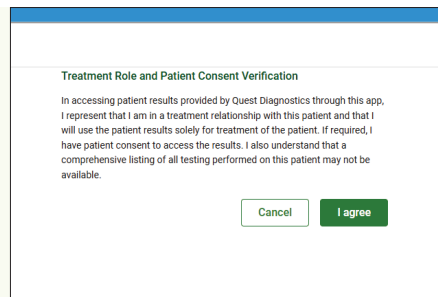 Treatment Role and Patient Consent Verification
In accessing patient results provided by Quest Diagnostics through this app,
I represent that I am in a treatment relationship with this patient and that I
will use the patient results solely for treatment of the patient. If required, I
have patient consent to access the results. I also understand that a
comprehensive listing of all testing performed on this patient may not be
available.
Cancel I agree